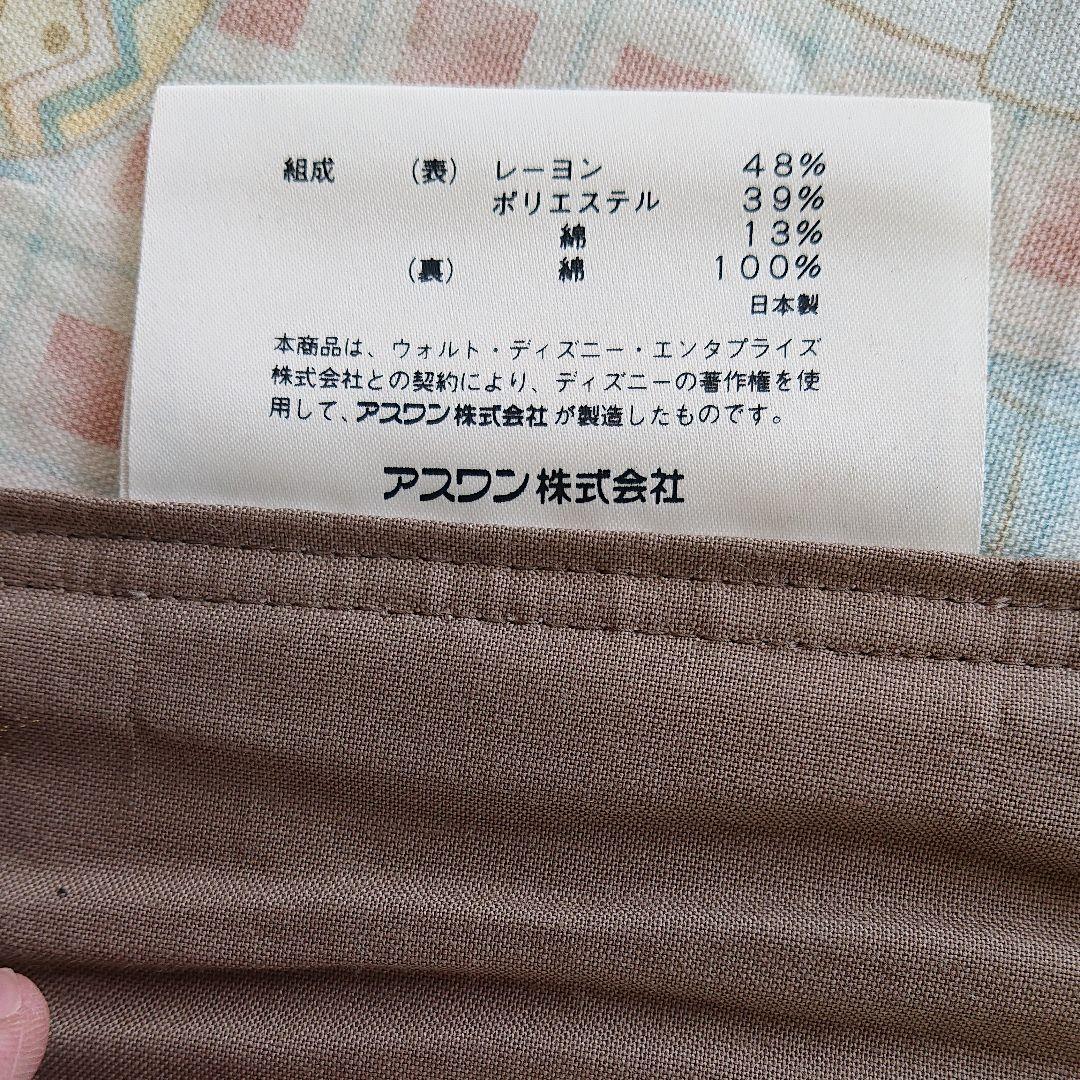 組成 (表) レーヨン 48%
ポリエステル 39%
綿 13%
(裏) 綿 100%
日本製
本商品は、ウォルト・ディズニー・エンタプライズ
株式会社との契約により、ディズニーの著作権を使
用して、アスワン株式会社が製造したものです。
アスワン株式会社